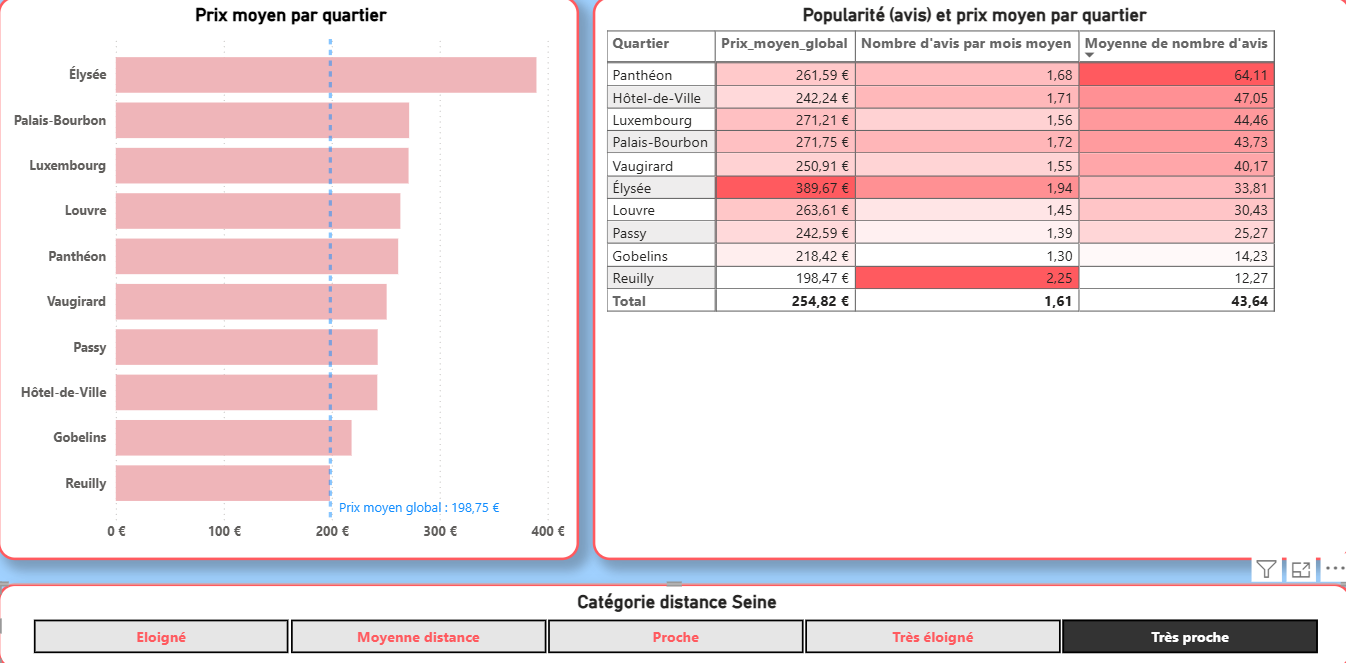 Prix moyen par quartier
Élysée
Palais-Bourbon
Luxembourg
Louvre
Panthéon
Vaugirard
Passy
Hôtel-de-Ville
Gobelins
Reuilly
Prix moyen global : 198,75 €
0 € 100 € 200 € 300 € 400 €
Popularité (avis) et prix moyen par quartier
Quartier Prix_moyen_global Nombre d'avis par mois moyen Moyenne de nombre d'avis
Panthéon 261,59 € 1,68 64,11
Hôtel-de-Ville 242,24 € 1,71 47,05
Luxembourg 271,21 € 1,56 44,46
Palais-Bourbon 271,75 € 1,72 43,73
Vaugirard 250,91 € 1,55 40,17
Élysée 389,67 € 1,94 33,81
Louvre 263,61 € 1,45 30,43
Passy 242,59 € 1,39 25,27
Gobelins 218,42 € 1,30 14,23
Reuilly 198,47 € 2,25 12,27
Total 254,82 € 1,61 43,64
Catégorie distance Seine
Eloigné Moyenne distance Proche Très éloigné Très proche